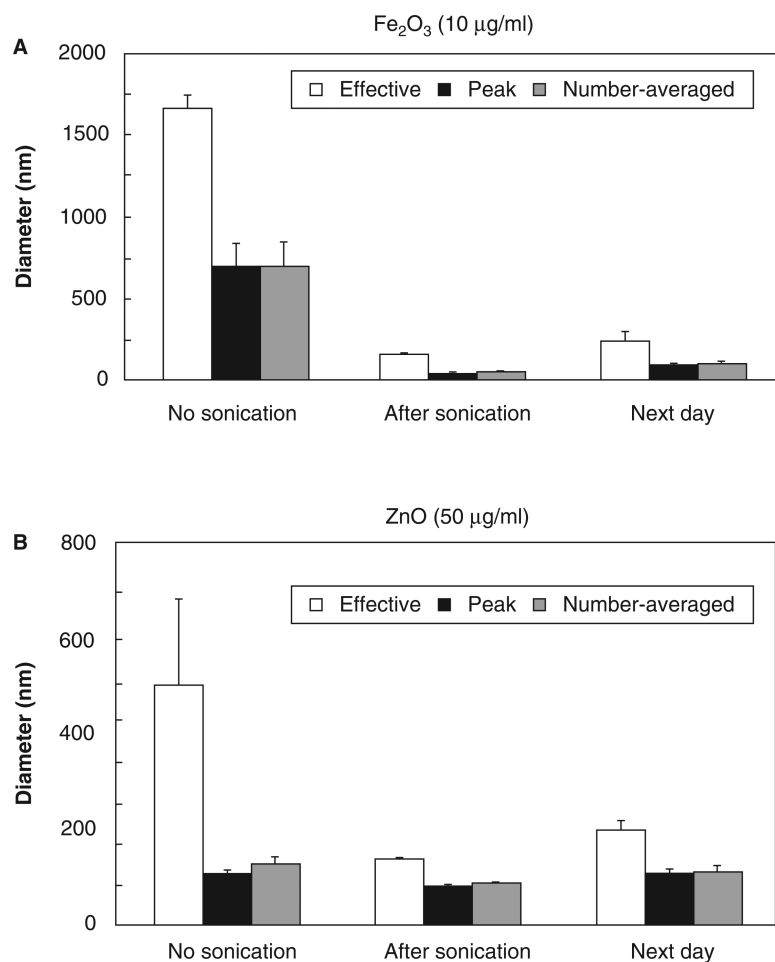 Fe₂O₃ (10 μg/ml)
A
2000
Effective Peak Number-averaged
1500
1000
500
0
Diameter (nm)
No sonication After sonication Next day
ZnO (50 μg/ml)
B
800
Effective Peak Number-averaged
600
400
200
0
Diameter (nm)
No sonication After sonication Next day